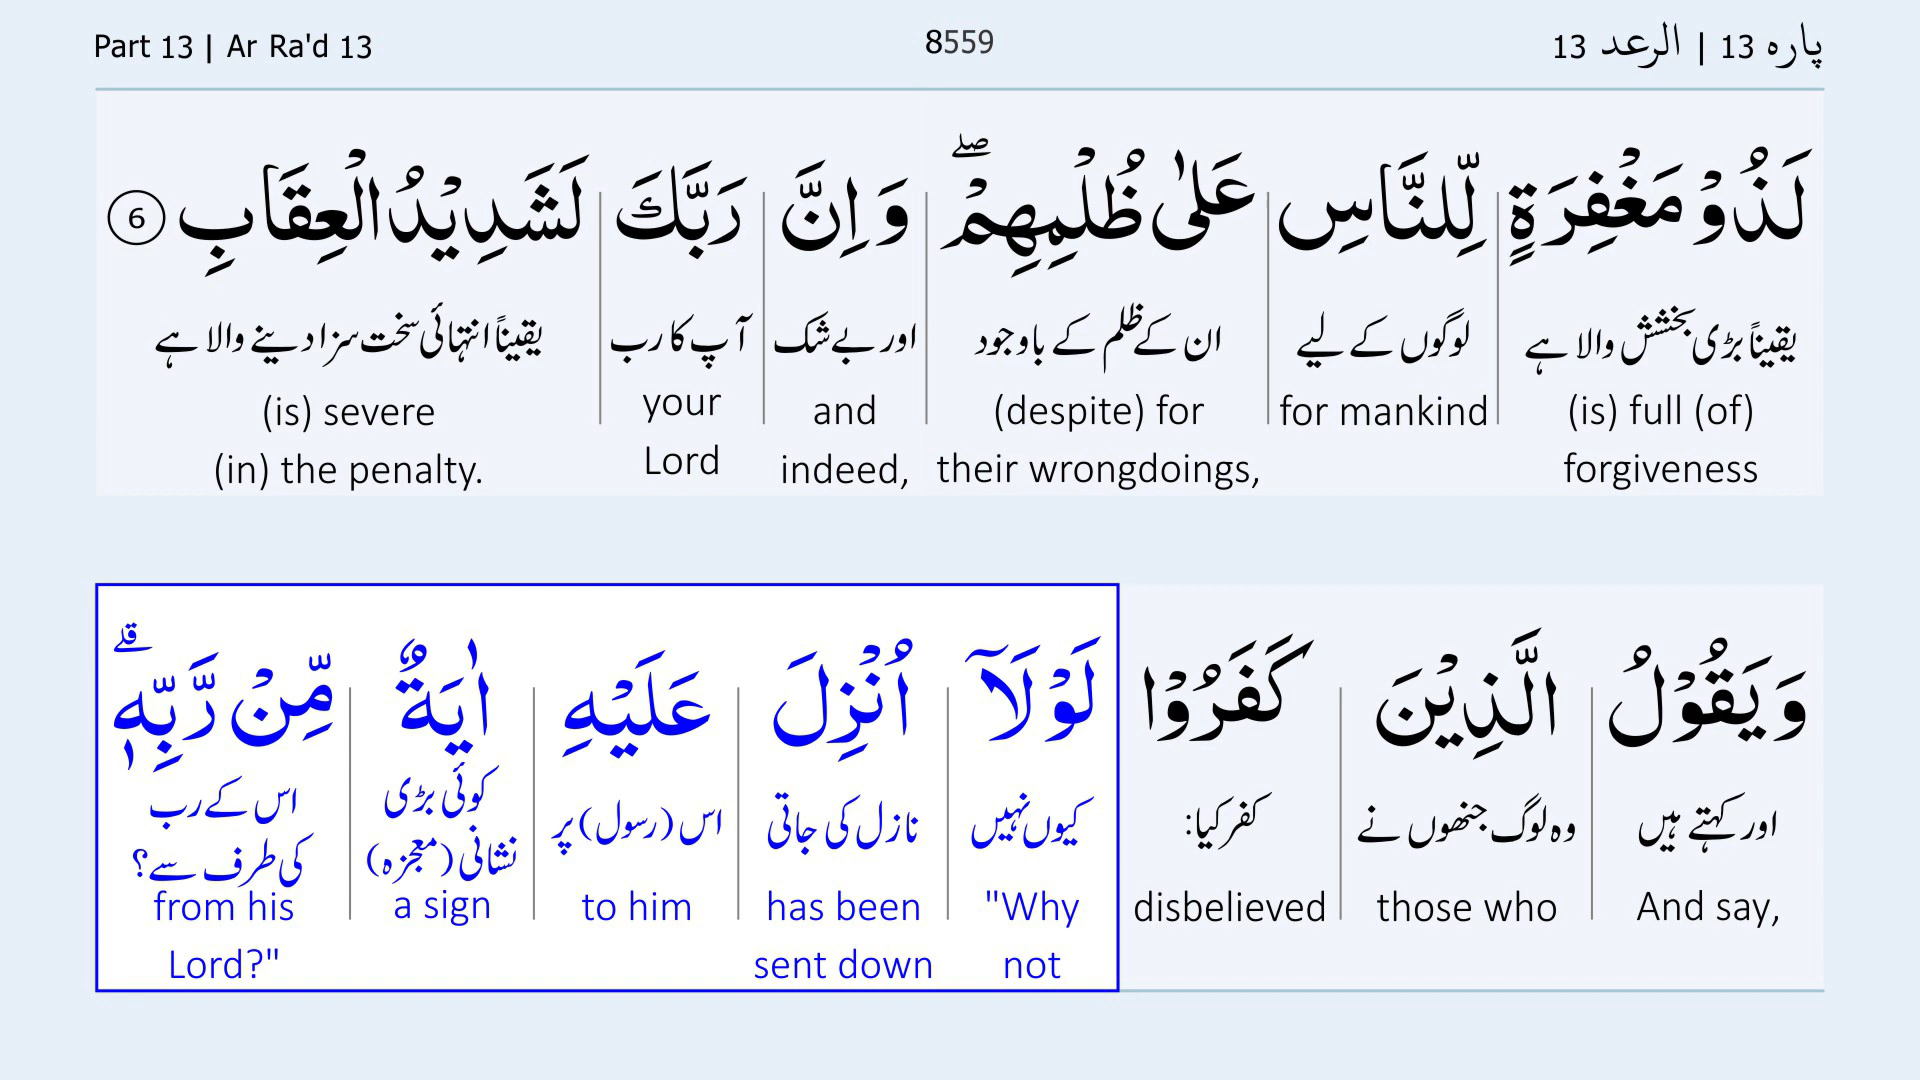 Part 13 | Ar Ra'd 13
8559
پارہ 13 | الرعد 13
لَذُوْ مَغْفِرَةٍ لِّلنَّاسِ عَلٰى ظُلْمِهِمْ ۖ وَ اِنَّ رَبَّكَ لَشَدِيْدُ الْعِقَابِ 6
یقیناً بڑی بخشش والا ہے لوگوں کے لیے ان کے ظلم کے باوجود اور بے شک آپ کا رب یقیناً انتہائی سخت سزا دینے والا ہے
(is) full (of) for mankind (despite) for and your (is) severe
forgiveness their wrongdoings, indeed, Lord (in) the penalty.
وَ يَقُوْلُ الَّذِيْنَ كَفَرُوْا لَوْ لَاۤ اُنْزِلَ عَلَيْهِ اٰيَةٌ مِّنْ رَّبِّهٖ ۗ
اور کہتے ہیں وہ لوگ جنھوں نے کفر کیا: کیوں نہیں نازل کی جاتی اس (رسول) پر کوئی بڑی اس کے رب
نشانی (معجزہ) کی طرف سے؟
And say, those who disbelieved "Why has been to him a sign from his
not sent down Lord?"